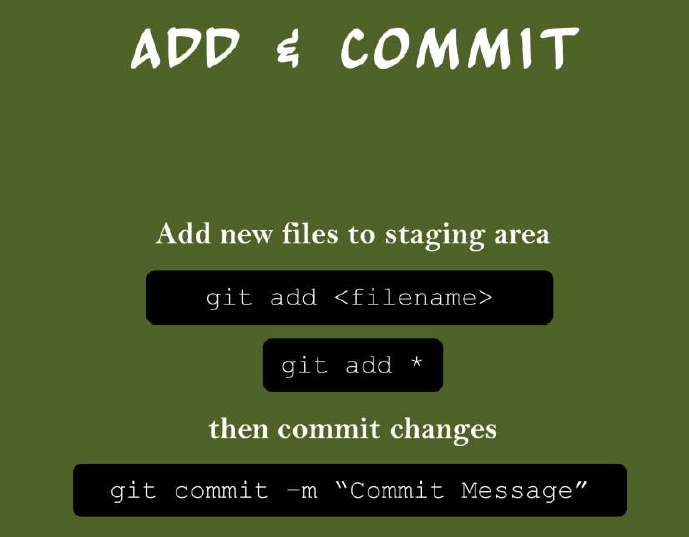 ADD & COMMIT
Add new files to staging area
git add <filename>
git add *
then commit changes
git commit -m “Commit Message”